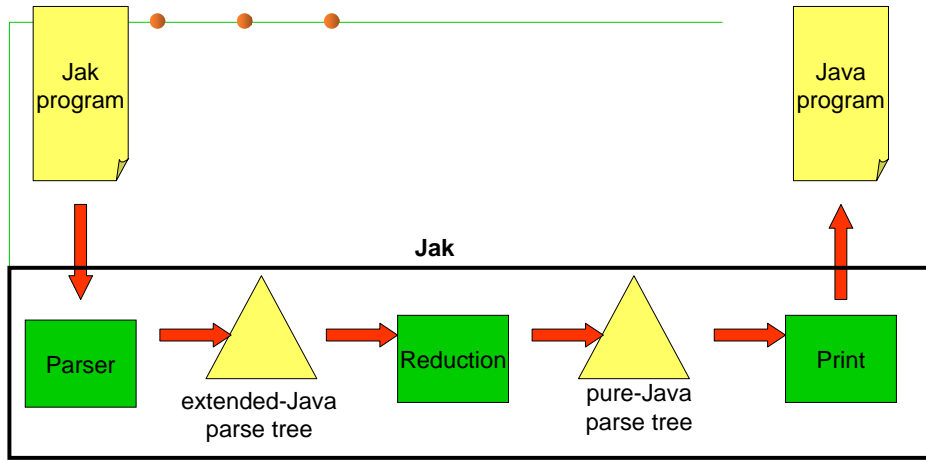 Jak
program
Java
program
Jak
Parser
extended-Java
parse tree
Reduction
pure-Java
parse tree
Print